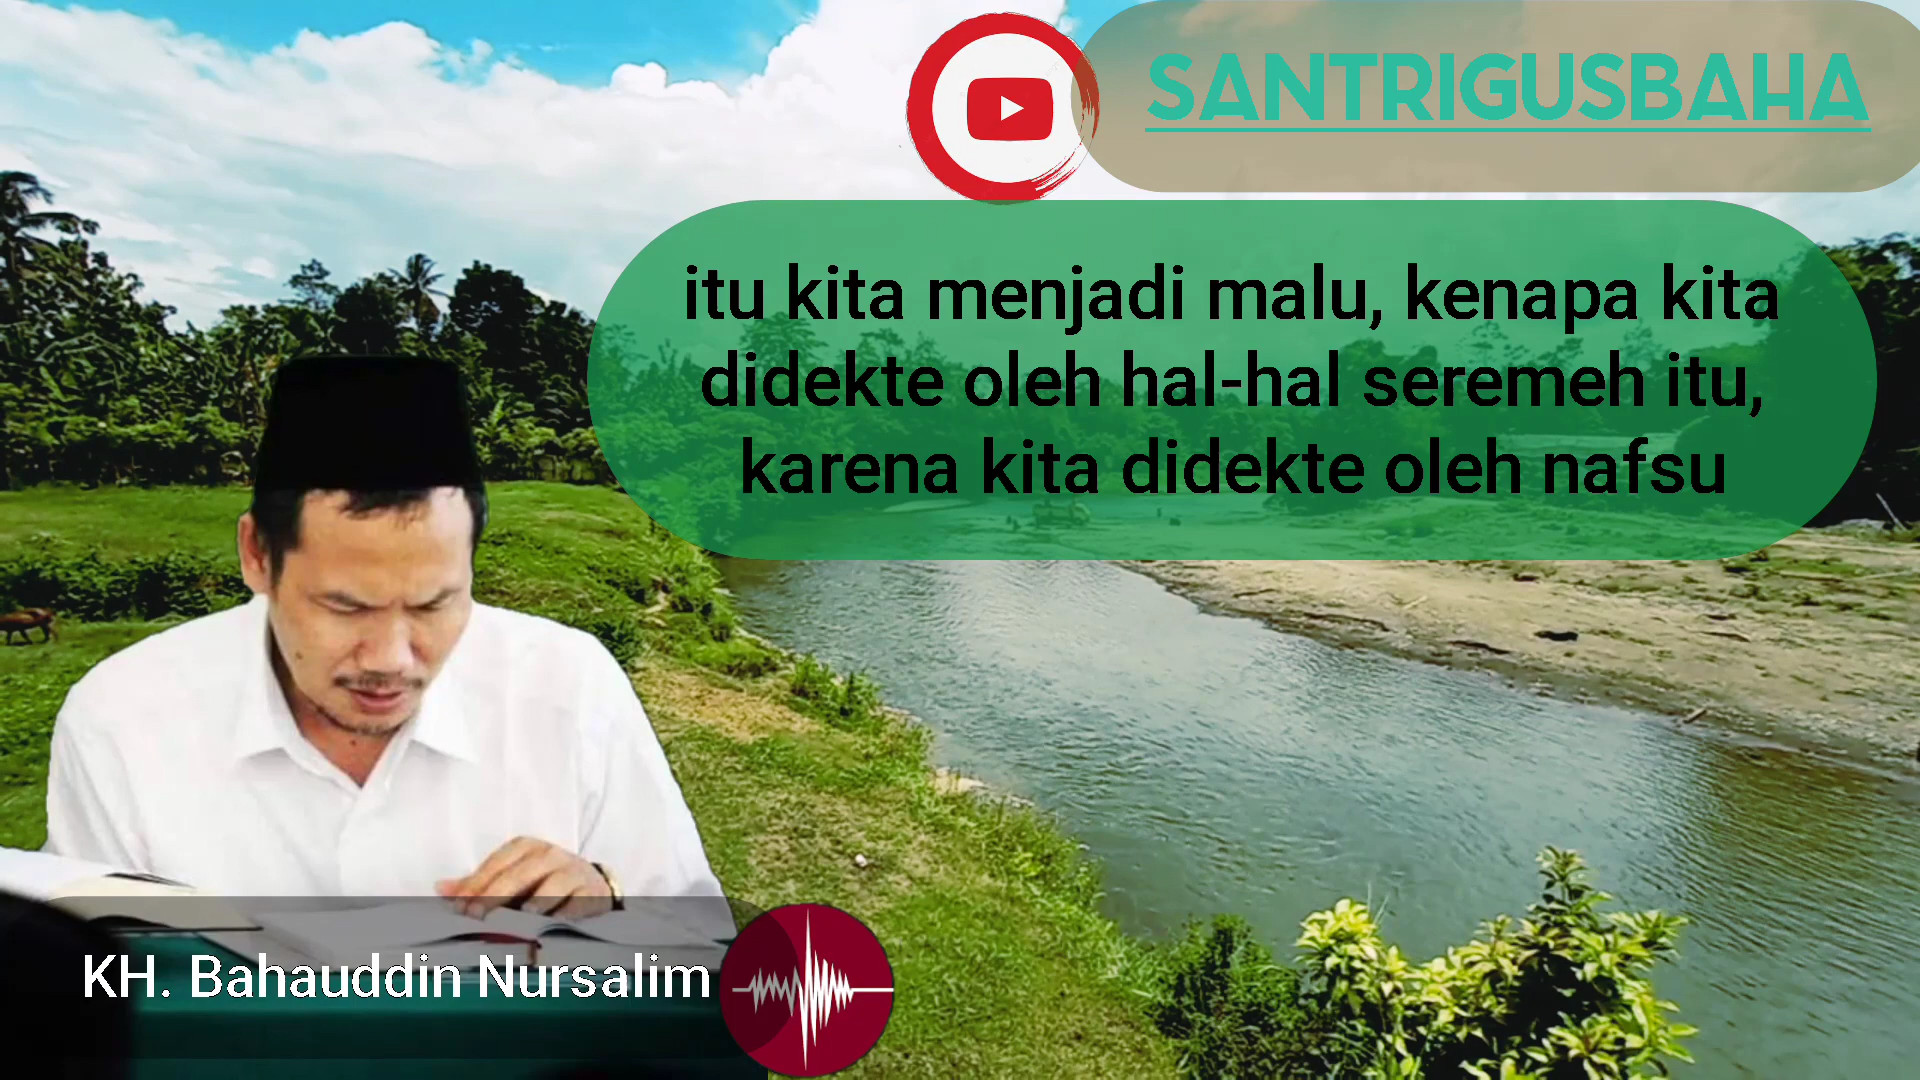 SANTRIGUSBAHA
itu kita menjadi malu, kenapa kita
didekte oleh hal-hal seremeh itu,
karena kita didekte oleh nafsu
KH. Bahauddin Nursalim